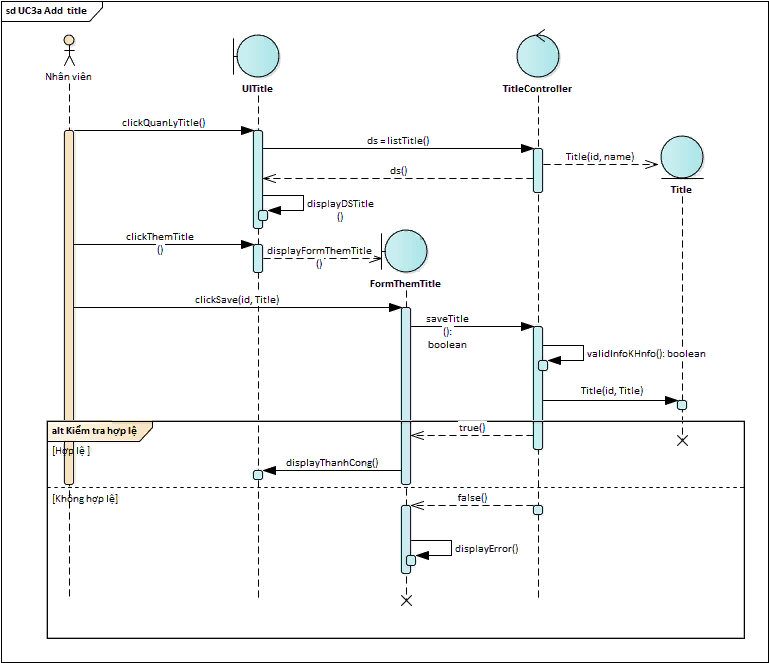 sd UC3a Add title
Nhân viên
UITitle
TitleController
clickQuanLyTitle()
ds = listTitle()
Title(id, name)
ds()
Title
displayDSTitle
()
clickThemTitle
()
displayFormThemTitle
()
FormThemTitle
clickSave(id, Title)
saveTitle
():
boolean
validInfoKHnfo(): boolean
Title(id, Title)
alt Kiểm tra hợp lệ
true()
[Hợp lệ ]
displayThanhCong()
[Không hợp lệ]
false()
displayError()